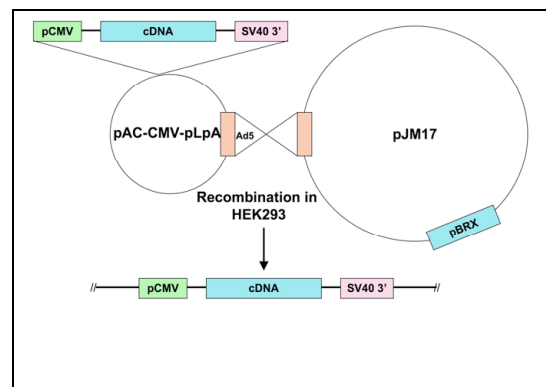 pCMV cDNA SV40 3'
pAC-CMV-pLpA Ad5 pJM17
Recombination in
HEK293
pBRX
// pCMV cDNA SV40 3' //